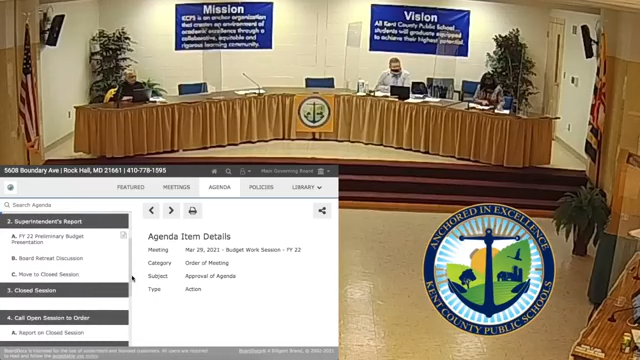 Mission
KCPS is an anchor organization
that creates an environment of
academic excellence through a
collaborative, equitable and
rigorous learning community.
Vision
All Kent County Public School
students will graduate equipped
to achieve their highest potential.
5608 Boundary Ave | Rock Hall, MD 21661 | 410-778-1595
Main Governing Board
FEATURED
MEETINGS
AGENDA
POLICIES
LIBRARY
Search Agenda
2. Superintendent's Report
A. FY 22 Preliminary Budget
Presentation
B. Board Retreat Discussion
C. Move to Closed Session
3. Closed Session
4. Call Open Session to Order
A. Report on Closed Session
Agenda Item Details
Meeting Mar 29, 2021 - Budget Work Session - FY 22
Category Order of Meeting
Subject Approval of Agenda
Type Action
ANCHORED IN EXCELLENCE
KENT COUNTY PUBLIC SCHOOLS